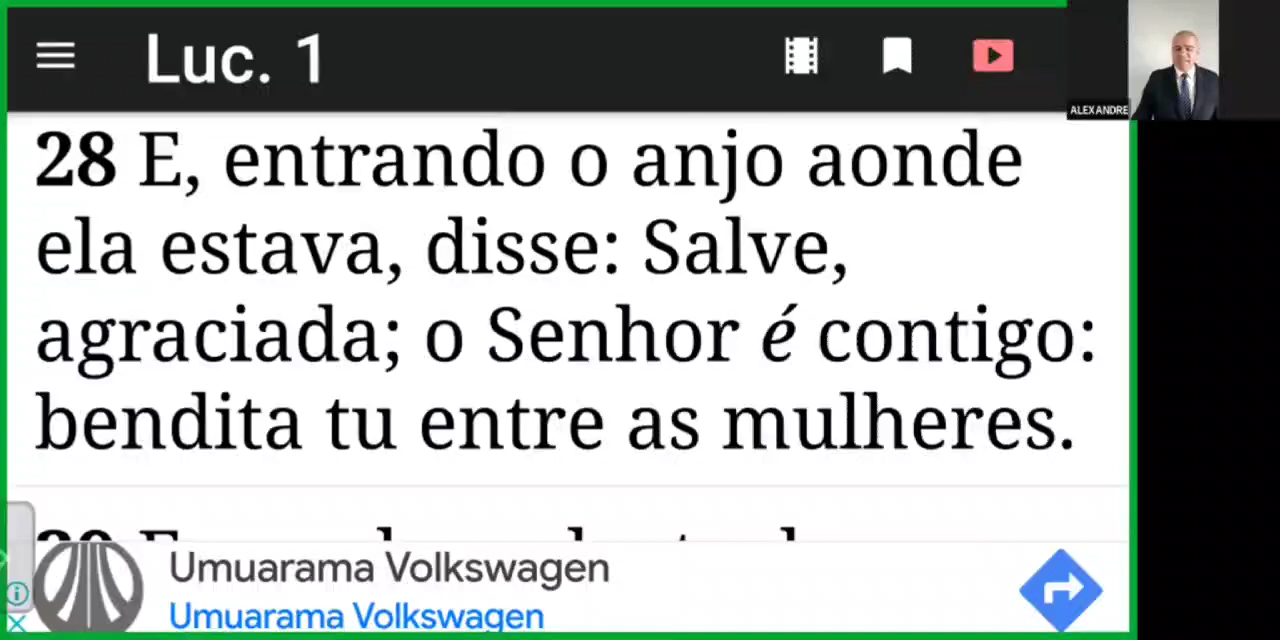 Luc. 1
ALEXANDRE
28 E, entrando o anjo aonde
ela estava, disse: Salve,
agraciada; o Senhor é contigo:
bendita tu entre as mulheres.
Umuarama Volkswagen
Umuarama Volkswagen